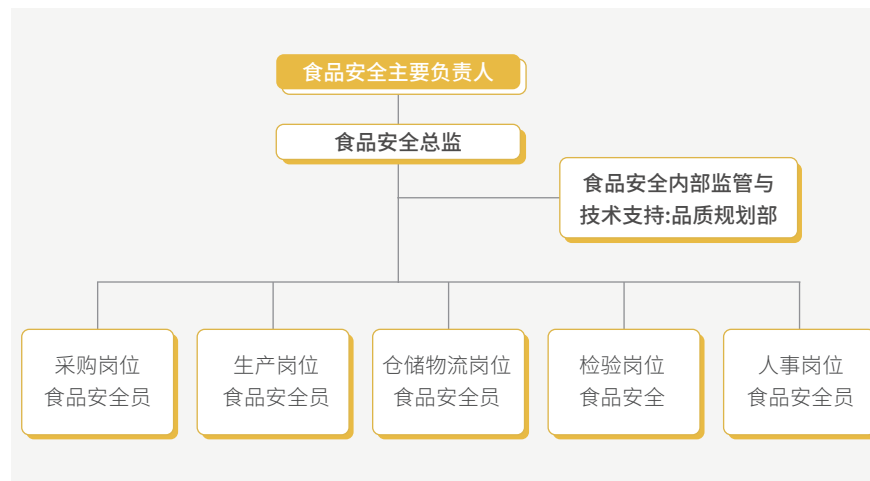 食品安全主要负责人
食品安全总监
食品安全内部监管与
技术支持:品质规划部
采购岗位
食品安全员
生产岗位
食品安全员
仓储物流岗位
食品安全员
检验岗位
食品安全
人事岗位
食品安全员